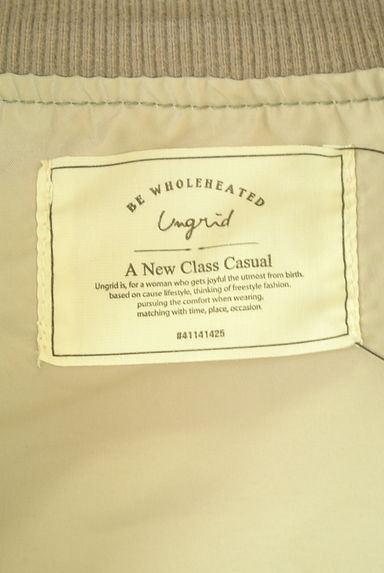 BE WHOLEHEATED
Ungrid
A New Class Casual
Ungrid is, for a woman who gets joyful the utmost from birth.
based on cause lifestyle, thinking of freestyle fashion.
pursuing the comfort when wearing,
matching with time, place, occasion
#41141425